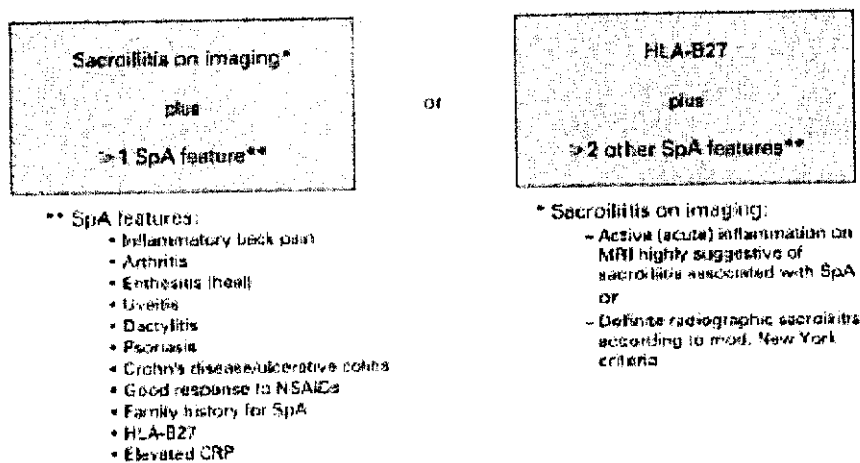 Sacroiliitis on imaging*
plus
≥1 SpA feature**
or
HLA-B27
plus
≥2 other SpA features**
** SpA features:
• Inflammatory back pain
• Arthritis
• Enthesitis (heel)
• Uveitis
• Dactylitis
• Psoriasis
• Crohn's disease/ulcerative colitis
• Good response to NSAIDs
• Family history for SpA
• HLA-B27
• Elevated CRP
* Sacroiliitis on imaging:
– Active (acute) inflammation on
MRI highly suggestive of
sacroiliitis associated with SpA
or
– Definite radiographic sacroiliitis
according to mod. New York
criteria